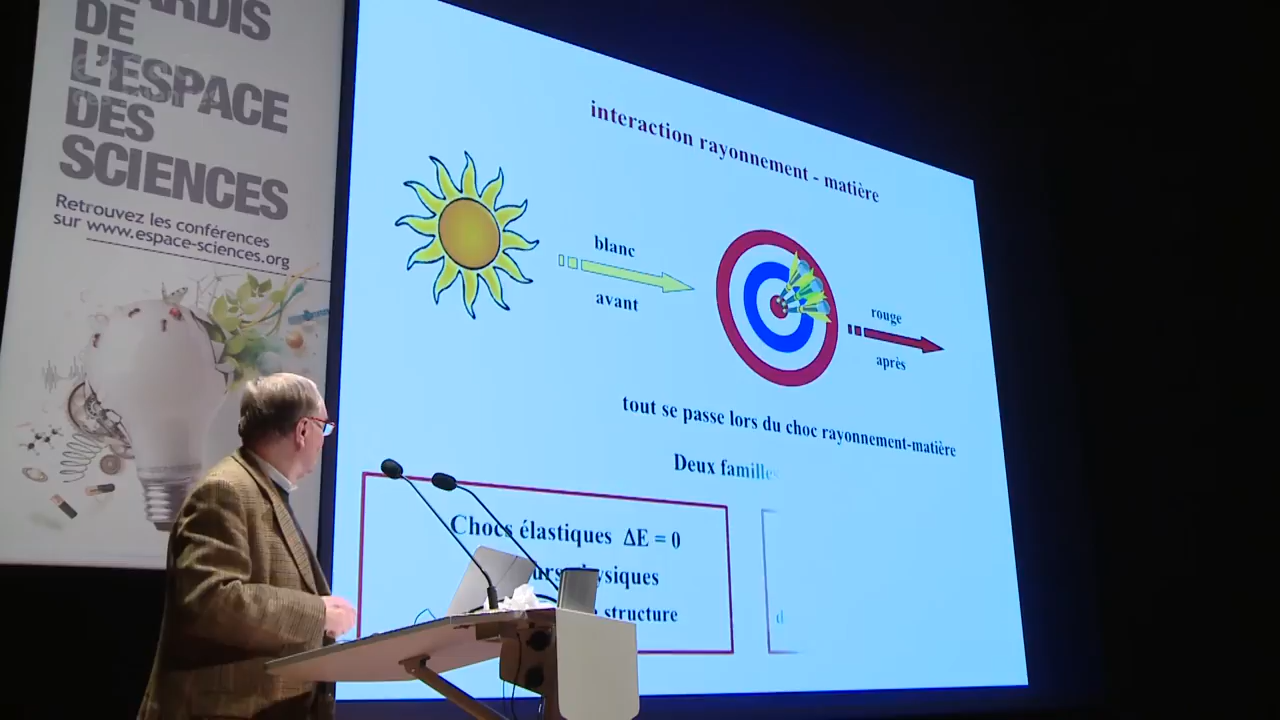 DE
L'ESPACE
DES
SCIENCES
Retrouvez les conférences
sur www.espace-sciences.org
interaction rayonnement - matière
blanc
avant
rouge
après
tout se passe lors du choc rayonnement-matière
Deux familles
Chocs élastiques ΔE = 0
structure